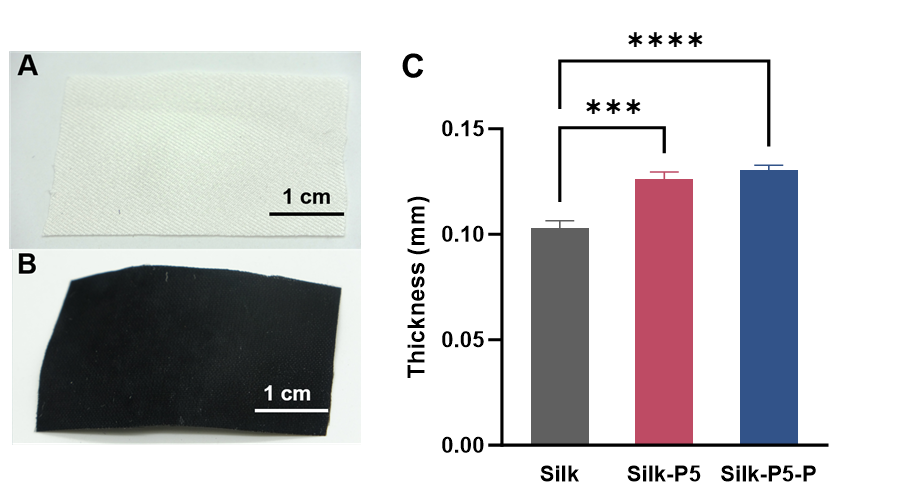 A
1 cm
B
1 cm
C
****
***
Thickness (mm)
0.15
0.10
0.05
0.00
Silk
Silk-P5
Silk-P5-P